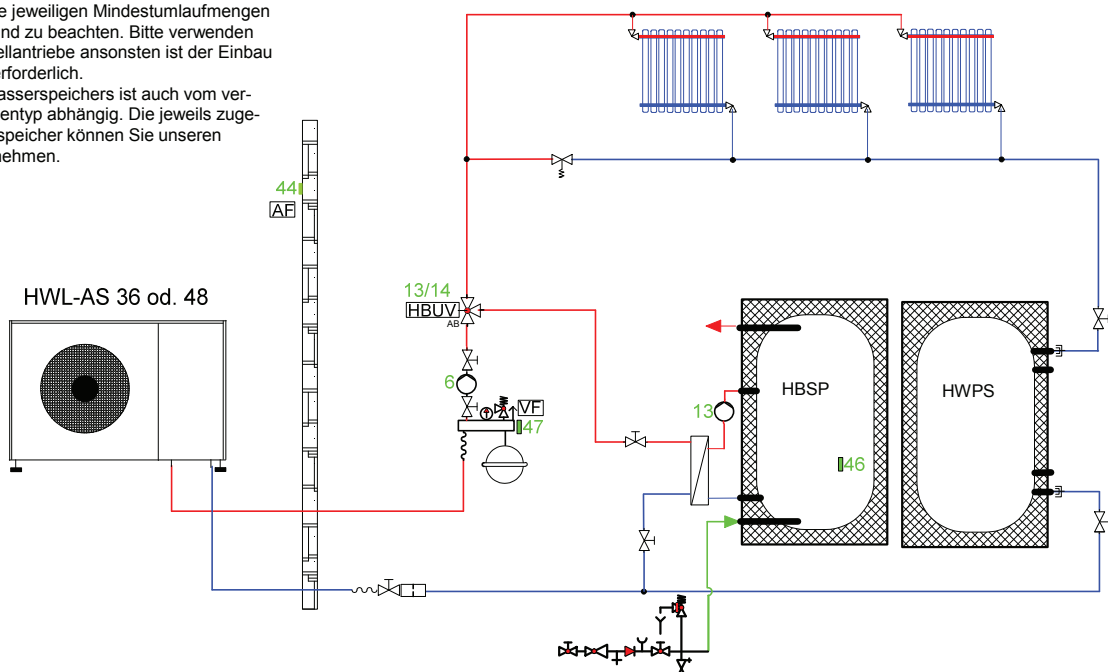 e jeweiligen Mindestumlaufmengen
nd zu beachten. Bitte verwenden
ellantriebe ansonsten ist der Einbau
erforderlich.
asserspeichers ist auch vom ver-
entyp abhängig. Die jeweils zuge-
speicher können Sie unseren
nehmen.
44
AF
HWL-AS 36 od. 48
13/14
HBUV
AB
6
VF
47
13
HBSP
46
HWPS